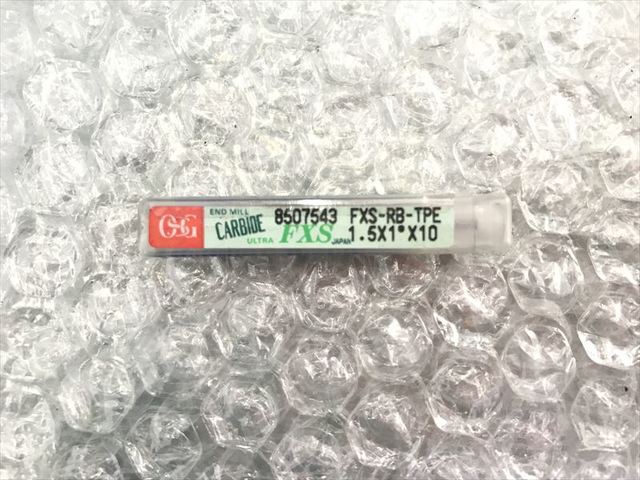 OSG
END MILL
CARBIDE
ULTRA FXS JAPAN
8507543 FXS-RB-TPE
1.5X1°X10